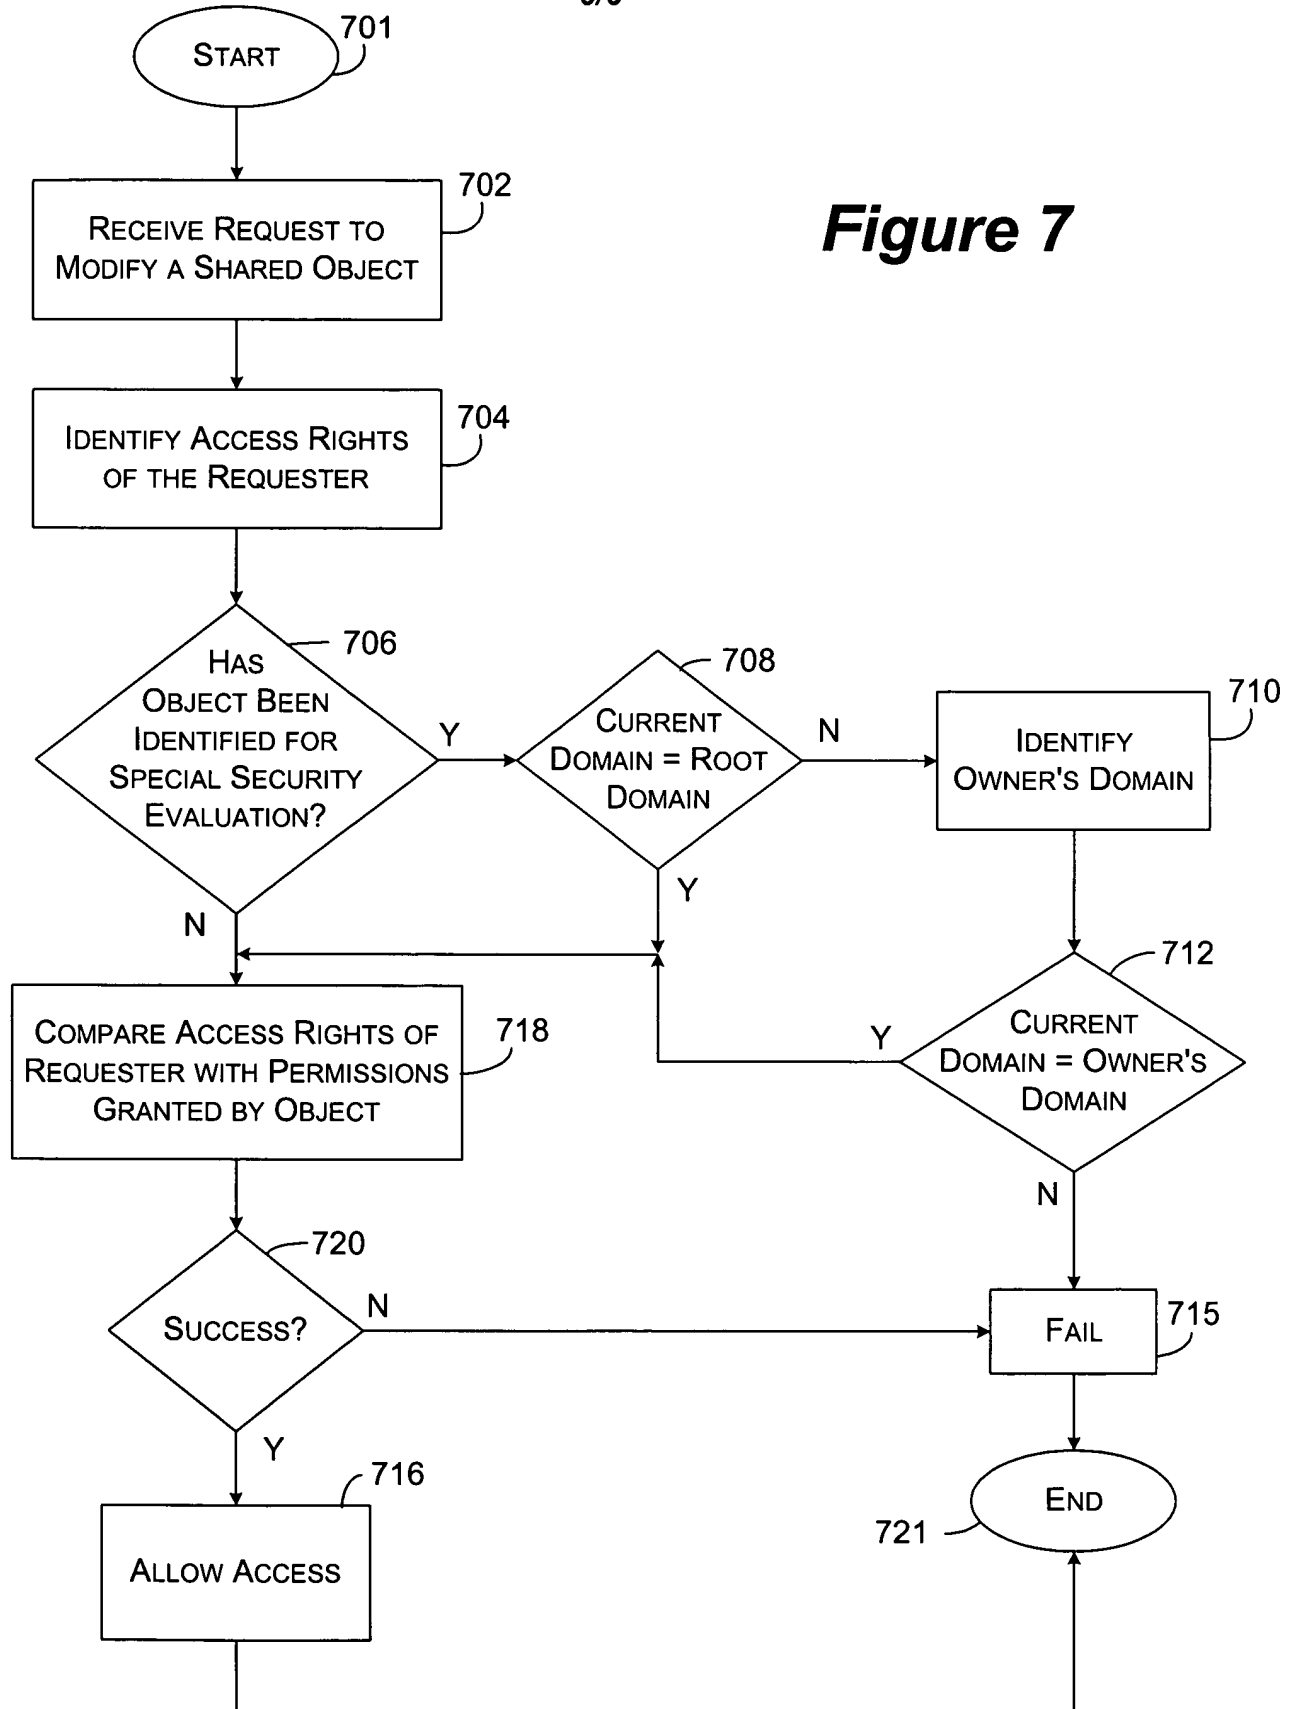 START
701
RECEIVE REQUEST TO
MODIFY A SHARED OBJECT
702
Figure 7
IDENTIFY ACCESS RIGHTS
OF THE REQUESTER
704
HAS
OBJECT BEEN
IDENTIFIED FOR
SPECIAL SECURITY
EVALUATION?
706
Y
N
CURRENT
DOMAIN = ROOT
DOMAIN
708
N
Y
IDENTIFY
OWNER'S DOMAIN
710
CURRENT
DOMAIN = OWNER'S
DOMAIN
712
Y
N
COMPARE ACCESS RIGHTS OF
REQUESTER WITH PERMISSIONS
GRANTED BY OBJECT
718
SUCCESS?
720
N
Y
FAIL
715
ALLOW ACCESS
716
END
721